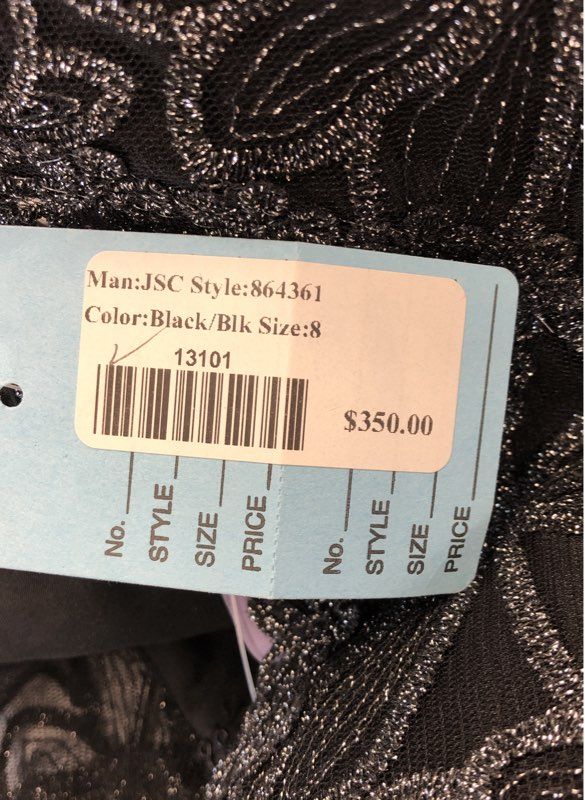 Man:JSC Style:864361
Color:Black/Blk Size:8
13101
$350.00
No.
STYLE
SIZE
PRICE
No.
STYLE
SIZE
PRICE